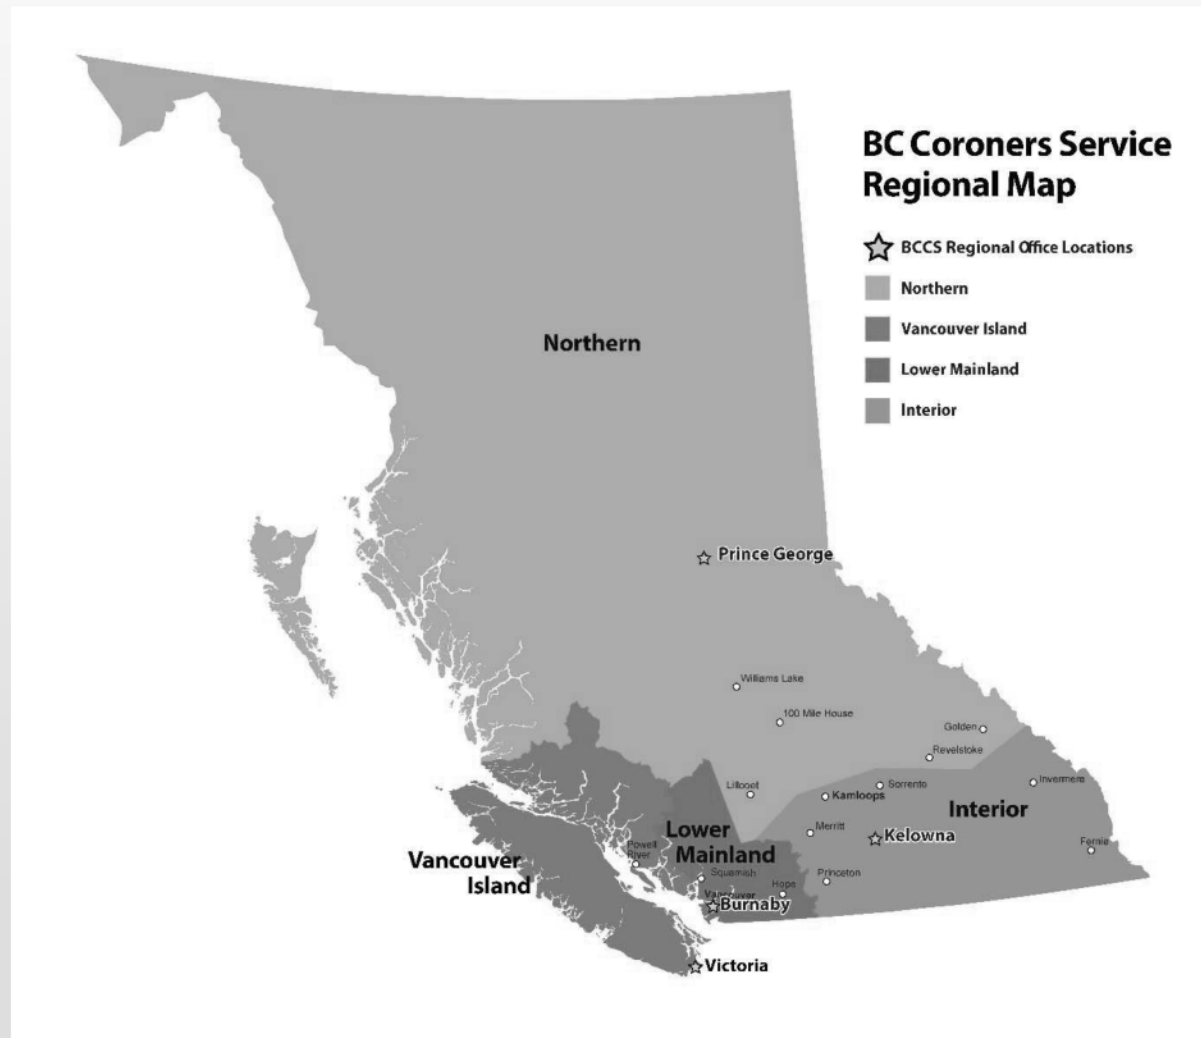 BC Coroners Service
Regional Map
BCCS Regional Office Locations
Northern
Vancouver Island
Lower Mainland
Interior
Northern
Prince George
Williams Lake
100 Mile House
Golden
Revelstoke
Lillooet
Sorrento
Invermere
Kamloops
Interior
Merritt
Kelowna
Lower
Mainland
Fernie
Powell
River
Vancouver
Island
Squamish
Princeton
Hope
Vancouver
Burnaby
Victoria